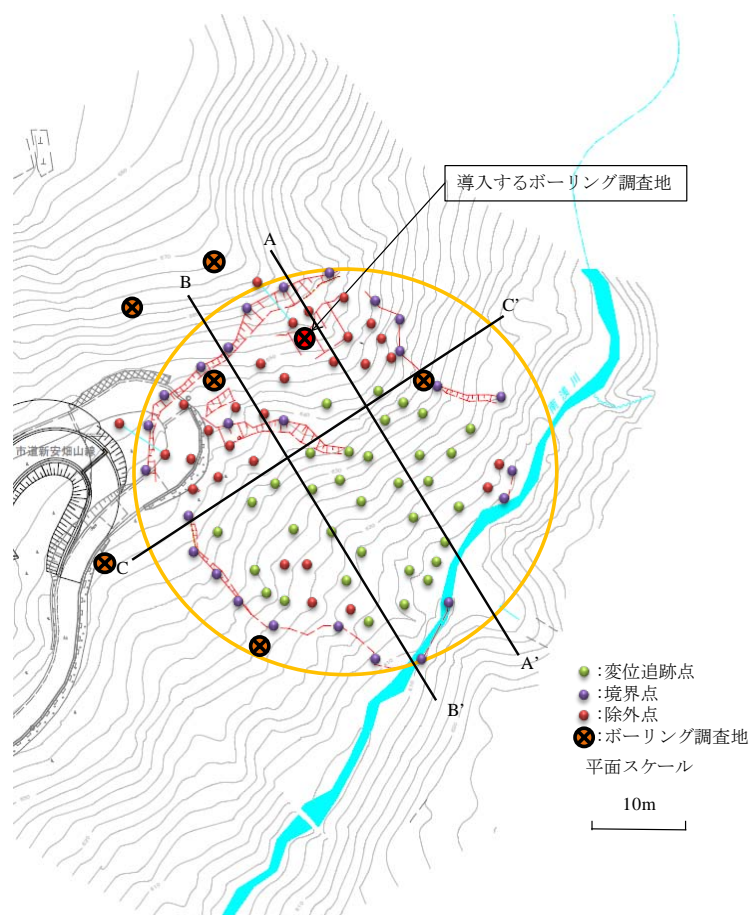 導入するボーリング調査地
A
B
C'
市道新安畑山線
C
A'
B'
:変位追跡点
:境界点
:除外点
:ボーリング調査地
平面スケール
10m